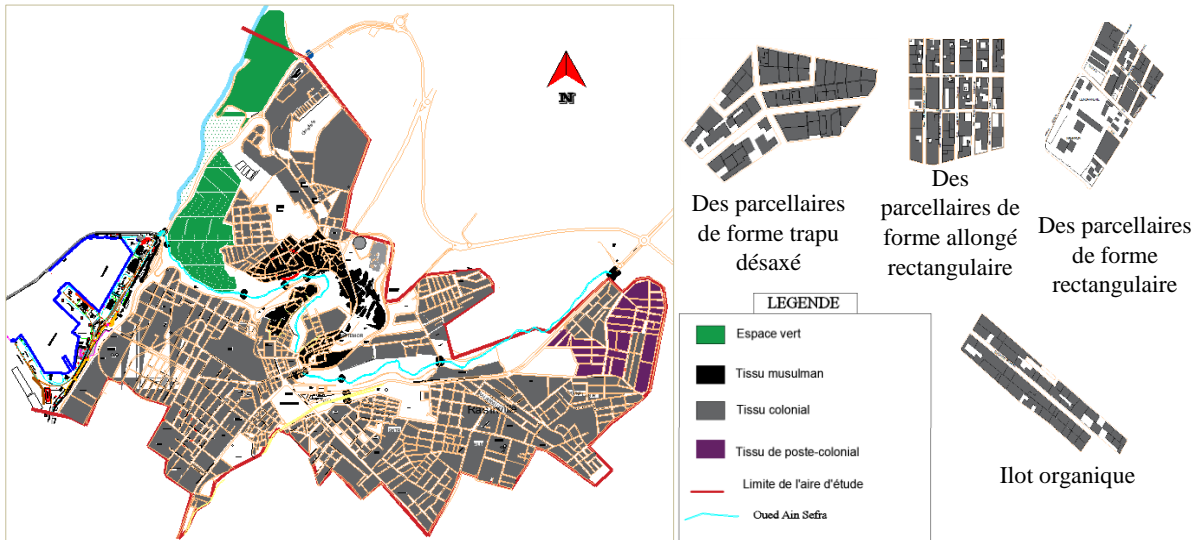 N
Des parcellaires
de forme trapu
désaxé
Des
parcellaires de
forme allongé
rectangulaire
Des parcellaires
de forme
rectangulaire
LEGENDE
Espace vert
Tissu musulman
Tissu colonial
Tissu de poste-colonial
Limite de l'aire d'étude
Oued Ain Sefra
Ilot organique